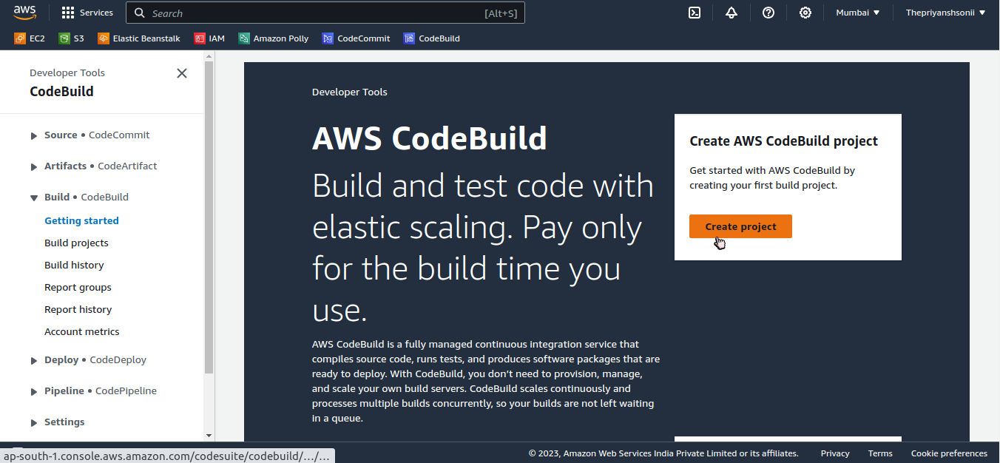 aws
Services
Search [Alt+S]
Mumbai ▼
Thepriyanshsonii ▼
EC2
S3
Elastic Beanstalk
IAM
Amazon Polly
CodeCommit
CodeBuild
Developer Tools
CodeBuild
Source • CodeCommit
Artifacts • CodeArtifact
Build • CodeBuild
Getting started
Build projects
Build history
Report groups
Report history
Account metrics
Deploy • CodeDeploy
Pipeline • CodePipeline
Settings
Developer Tools
AWS CodeBuild
Build and test code with
elastic scaling. Pay only
for the build time you
use.
AWS CodeBuild is a fully managed continuous integration service that
compiles source code, runs tests, and produces software packages that are
ready to deploy. With CodeBuild, you don’t need to provision, manage,
and scale your own build servers. CodeBuild scales continuously and
processes multiple builds concurrently, so your builds are not left waiting
in a queue.
Create AWS CodeBuild project
Get started with AWS CodeBuild by
creating your first build project.
Create project
ap-south-1.console.aws.amazon.com/codesuite/codebuild/…/…
© 2023, Amazon Web Services India Private Limited or its affiliates.
Privacy
Terms
Cookie preferences